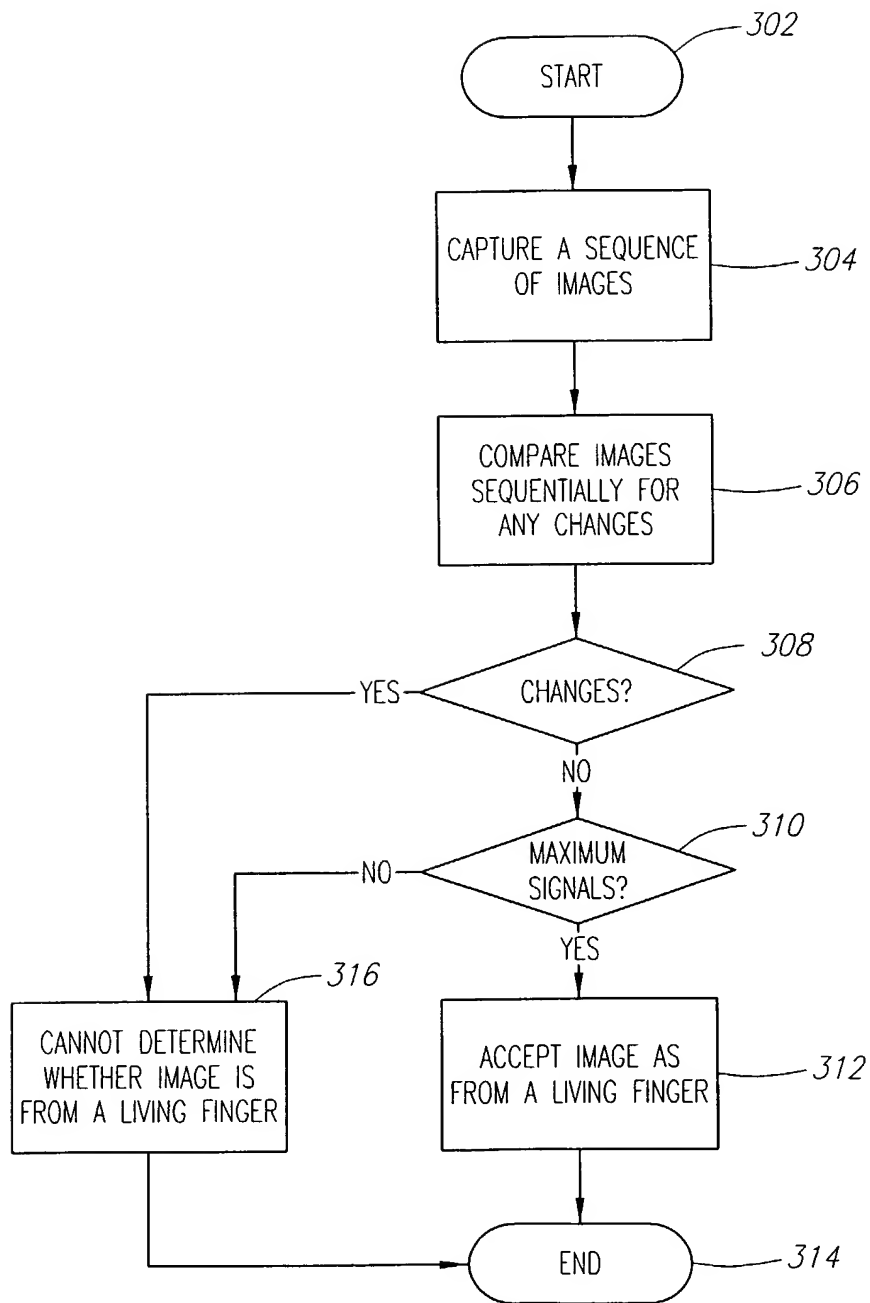 302
START
CAPTURE A SEQUENCE
OF IMAGES
304
COMPARE IMAGES
SEQUENTIALLY FOR
ANY CHANGES
306
308
CHANGES?
YES
NO
310
MAXIMUM
SIGNALS?
NO
YES
316
CANNOT DETERMINE
WHETHER IMAGE IS
FROM A LIVING FINGER
ACCEPT IMAGE AS
FROM A LIVING FINGER
312
END
314